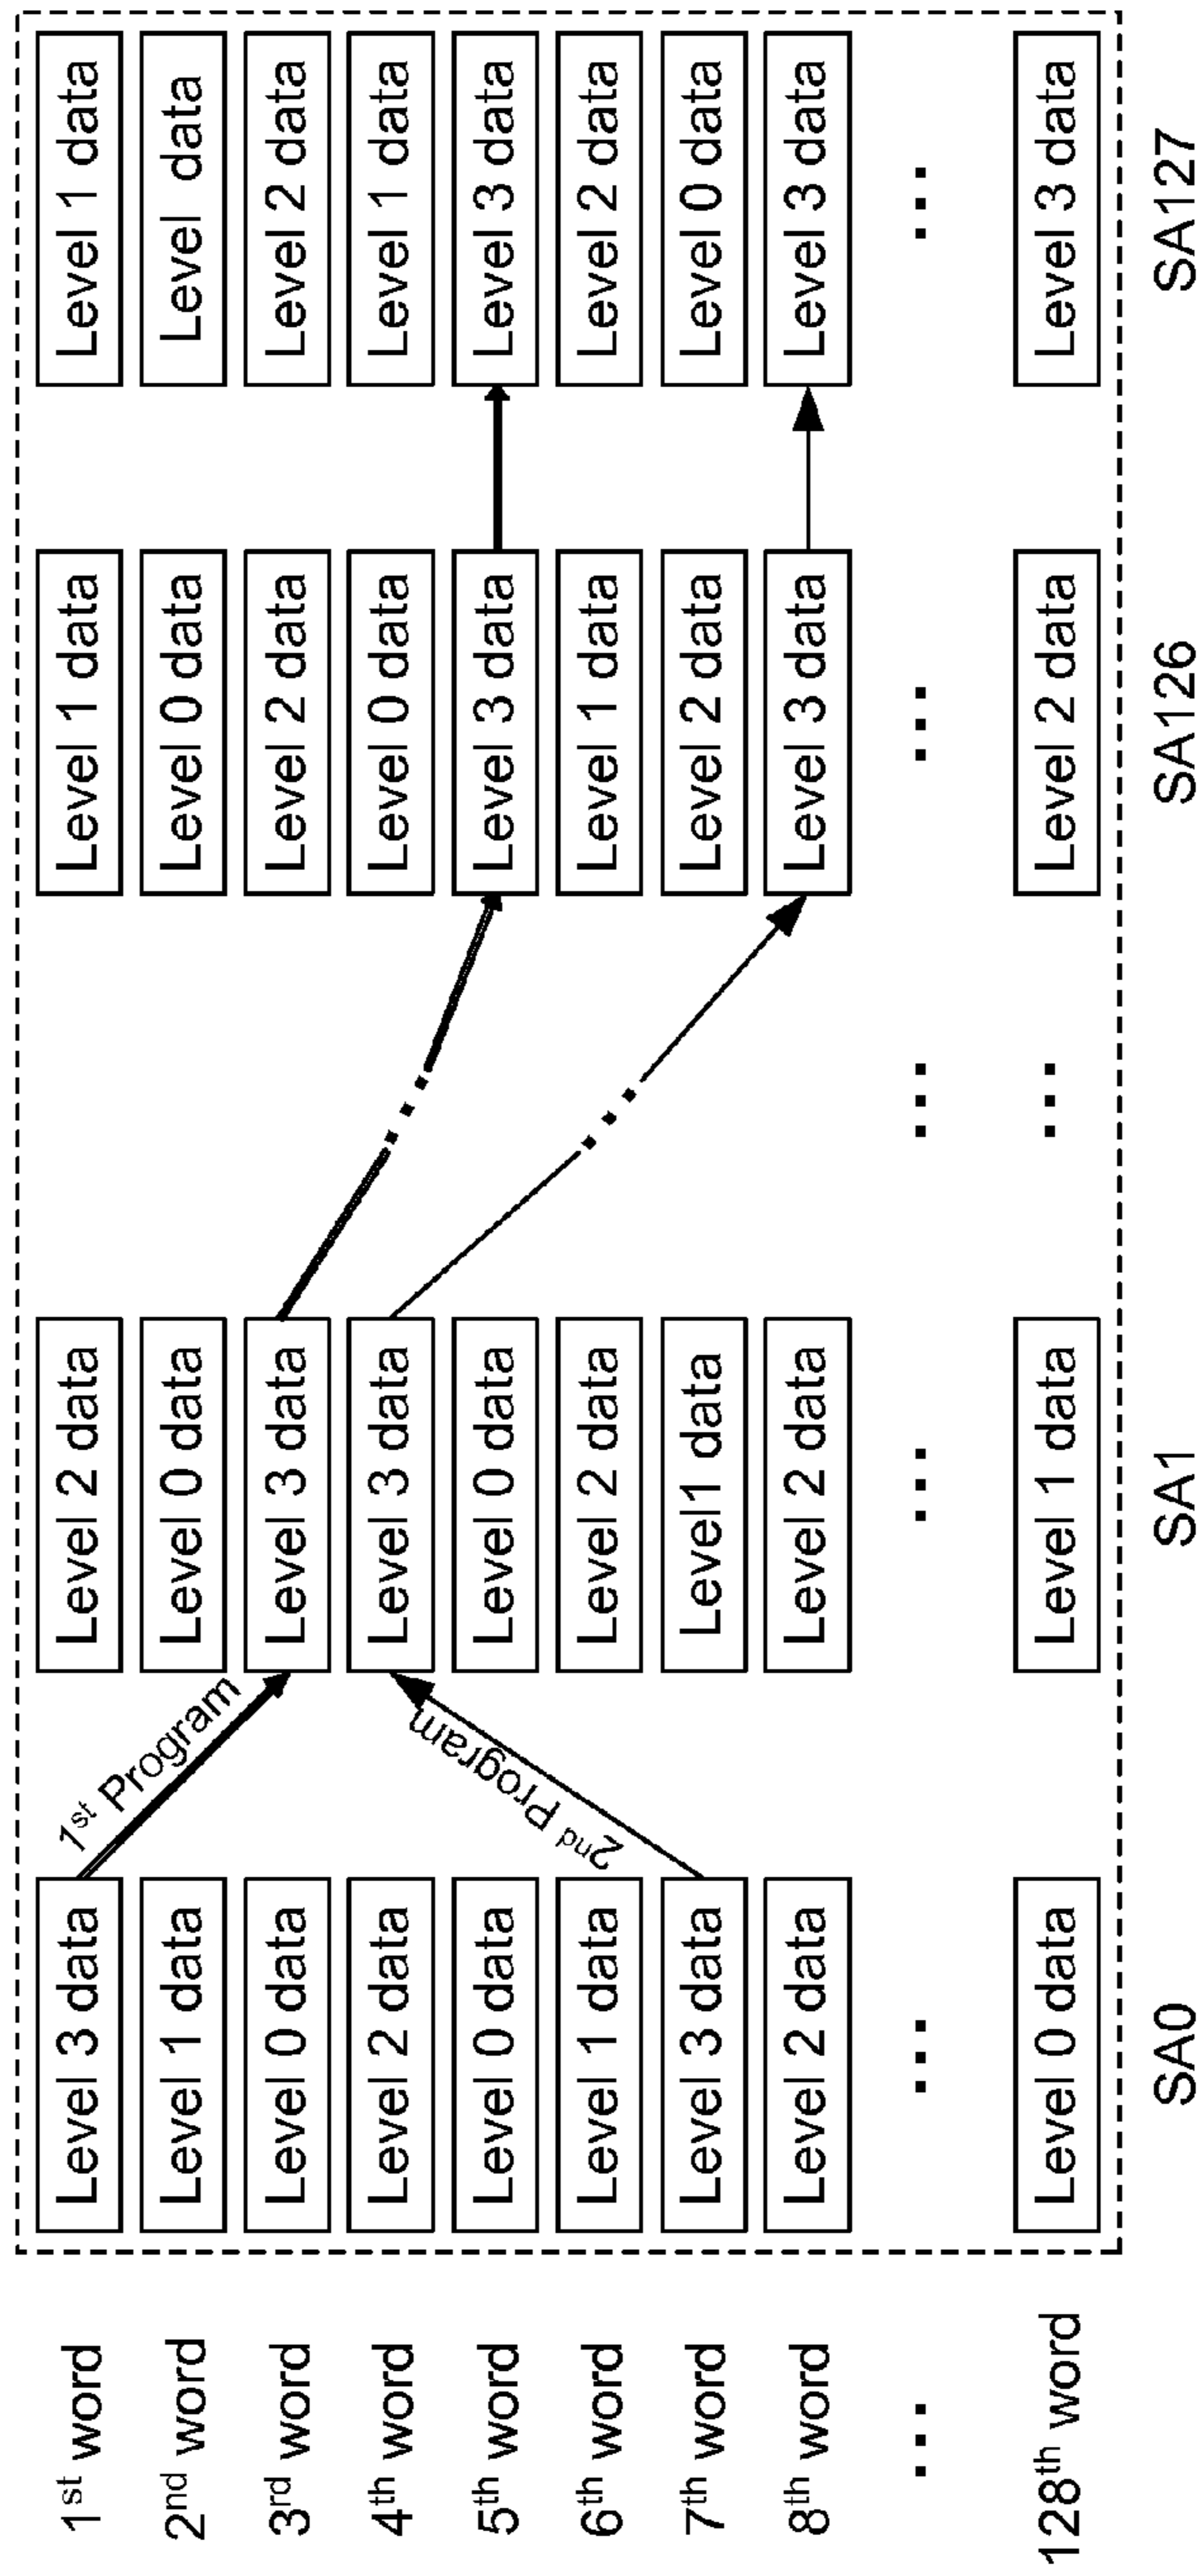 1st word Level 3 data Level 2 data Level 1 data Level 1 data
2nd word Level 1 data Level 0 data Level 0 data Level data
3rd word Level 0 data Level 3 data Level 2 data Level 2 data
4th word Level 2 data Level 3 data Level 0 data Level 1 data
5th word Level 0 data Level 0 data Level 3 data Level 3 data
6th word Level 1 data Level 2 data Level 1 data Level 2 data
7th word Level 3 data Level1 data Level 2 data Level 0 data
8th word Level 2 data Level 2 data Level 3 data Level 3 data
128th word Level 0 data Level 1 data Level 2 data Level 3 data
1st Program
2nd Program
SA0 SA1 SA126 SA127